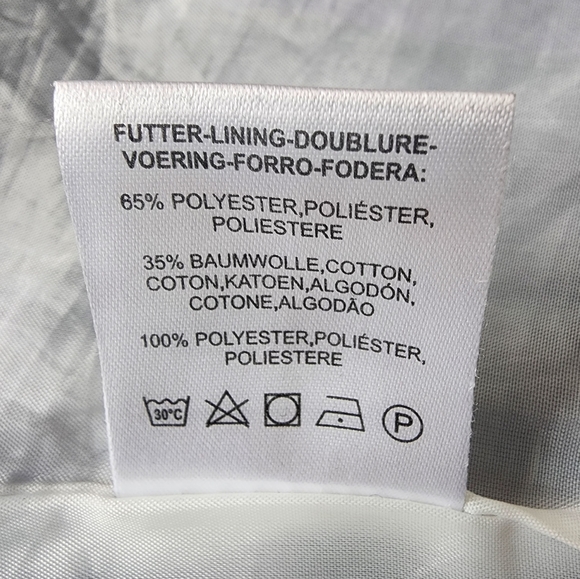 FUTTER-LINING-DOUBLURE-
VOERING-FORRO-FODERA:
65% POLYESTER,POLIÉSTER,
POLIESTERE
35% BAUMWOLLE,COTTON,
COTON,KATOEN,ALGODÓN,
COTONE,ALGODÃO
100% POLYESTER,POLIÉSTER,
POLIESTERE
30°C P